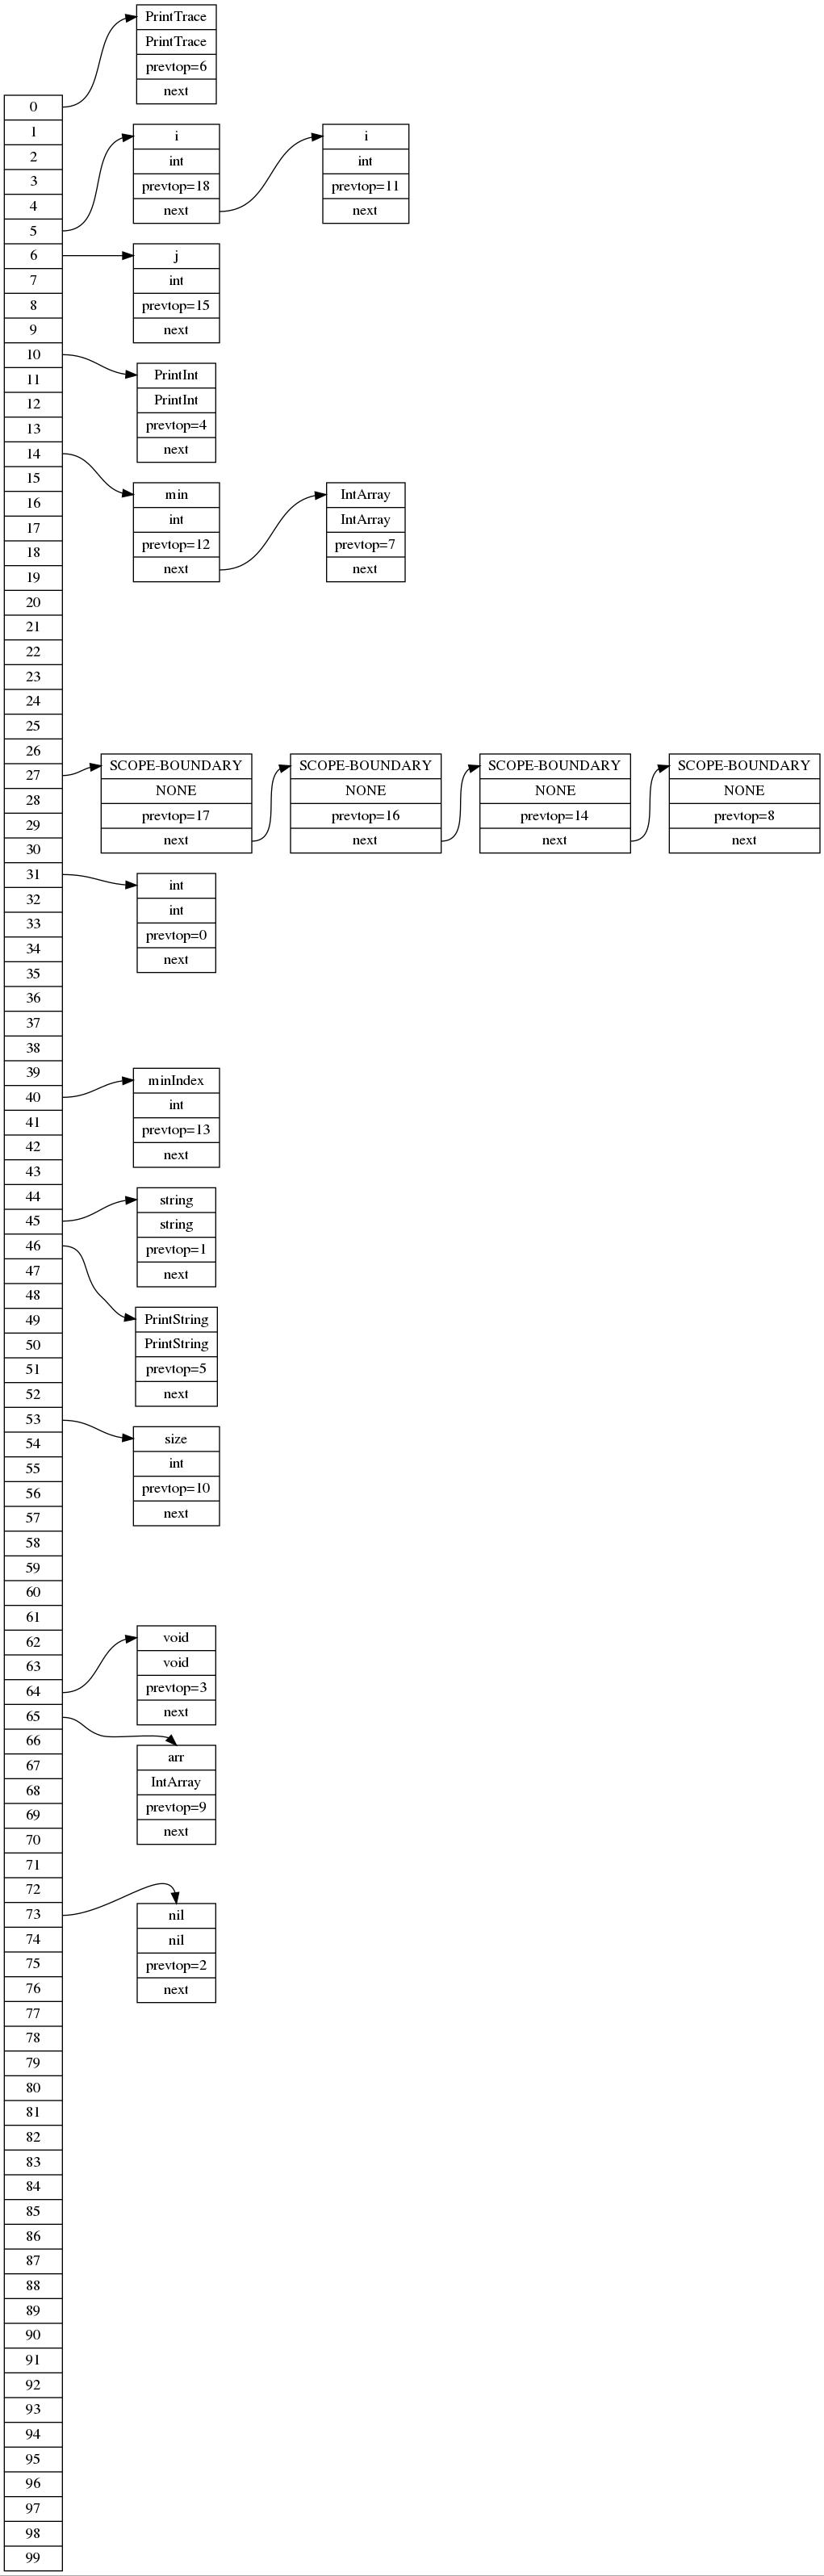 PrintTrace
PrintTrace
prevtop=6
next
0
1
2
3
4
5
6
7
8
9
10
11
12
13
14
15
16
17
18
19
20
21
22
23
24
25
26
27
28
29
30
31
32
33
34
35
36
37
38
39
40
41
42
43
44
45
46
47
48
49
50
51
52
53
54
55
56
57
58
59
60
61
62
63
64
65
66
67
68
69
70
71
72
73
74
75
76
77
78
79
80
81
82
83
84
85
86
87
88
89
90
91
92
93
94
95
96
97
98
99
i
int
prevtop=18
next
i
int
prevtop=11
next
j
int
prevtop=15
next
PrintInt
PrintInt
prevtop=4
next
min
int
prevtop=12
next
IntArray
IntArray
prevtop=7
next
SCOPE-BOUNDARY
NONE
prevtop=17
next
SCOPE-BOUNDARY
NONE
prevtop=16
next
SCOPE-BOUNDARY
NONE
prevtop=14
next
SCOPE-BOUNDARY
NONE
prevtop=8
next
int
int
prevtop=0
next
minIndex
int
prevtop=13
next
string
string
prevtop=1
next
PrintString
PrintString
prevtop=5
next
size
int
prevtop=10
next
void
void
prevtop=3
next
arr
IntArray
prevtop=9
next
nil
nil
prevtop=2
next